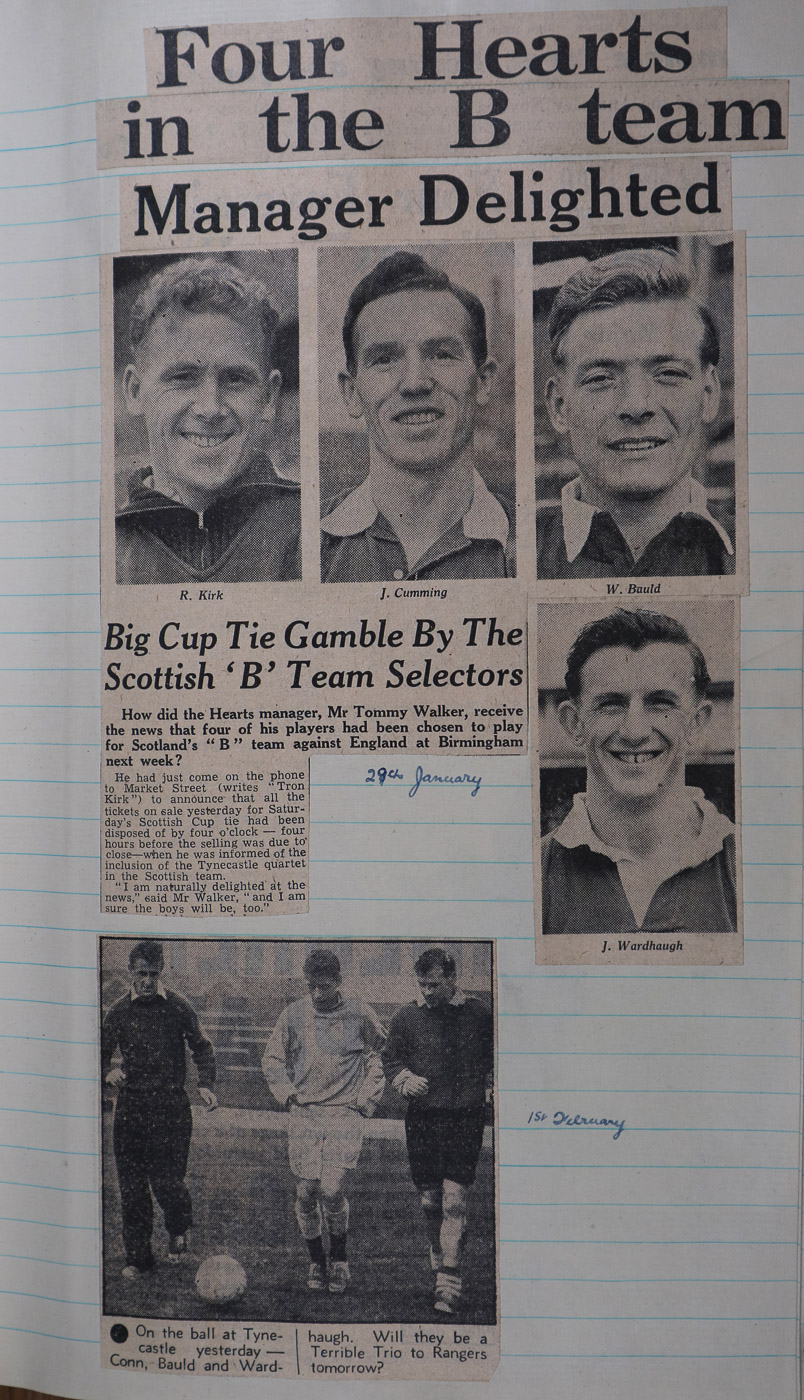 Four Hearts
in the B team
Manager Delighted
R. Kirk
J. Cumming
W. Bauld
Big Cup Tie Gamble By The
Scottish ‘B’ Team Selectors
How did the Hearts manager, Mr Tommy Walker, receive
the news that four of his players had been chosen to play
for Scotland's “B” team against England at Birmingham
next week?
He had just come on the phone
to Market Street (writes “Tron
Kirk”) to announce that all the
tickets on sale yesterday for Satur-
day's Scottish Cup tie had been
disposed of by four o'clock — four
hours before the selling was due to
close—when he was informed of the
inclusion of the Tynecastle quartet
in the Scottish team.
“I am naturally delighted at the
news,” said Mr Walker, “and I am
sure the boys will be, too.”
29th January
J. Wardhaugh
1st February
On the ball at Tyne-
castle yesterday —
Conn, Bauld and Ward-
haugh. Will they be a
Terrible Trio to Rangers
tomorrow?